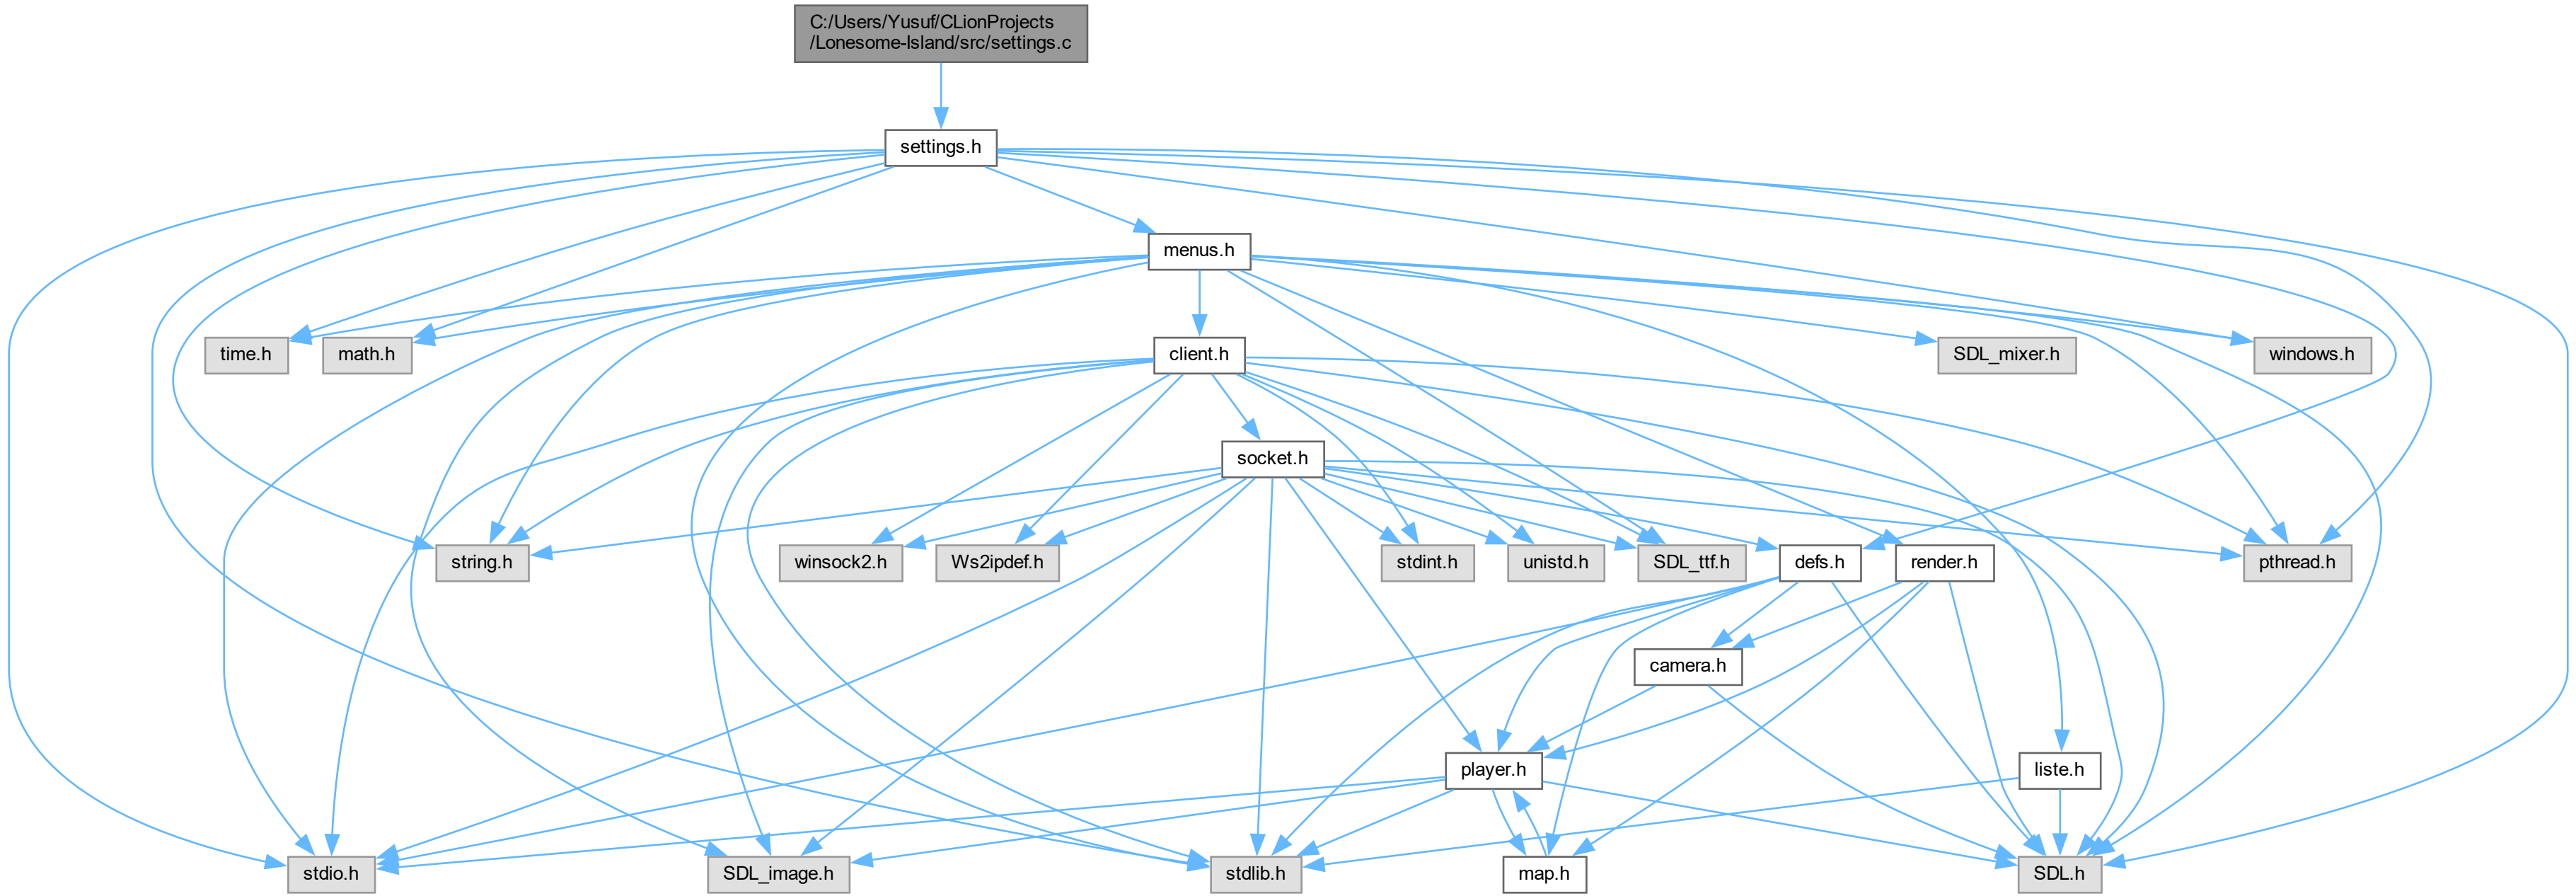 C:/Users/Yusuf/CLionProjects
/Lonesome-Island/src/settings.c
settings.h
menus.h
time.h
math.h
client.h
SDL_mixer.h
windows.h
socket.h
string.h
winsock2.h
Ws2ipdef.h
stdint.h
unistd.h
SDL_ttf.h
defs.h
render.h
pthread.h
camera.h
player.h
liste.h
stdio.h
SDL_image.h
stdlib.h
map.h
SDL.h